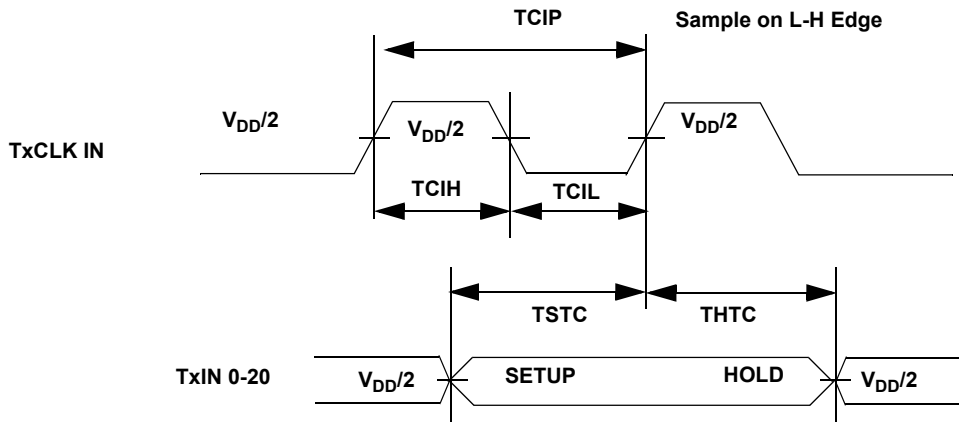 TCIP
Sample on L-H Edge
V_DD/2
V_DD/2
V_DD/2
TxCLK IN
TCIH
TCIL
TSTC
THTC
TxIN 0-20
V_DD/2
SETUP
HOLD
V_DD/2